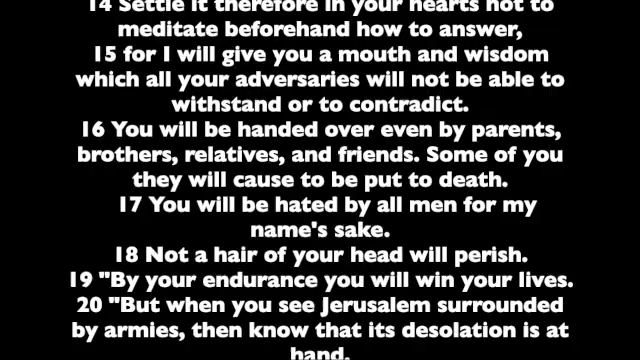 14 Settle it therefore in your hearts not to
meditate beforehand how to answer,
15 for I will give you a mouth and wisdom
which all your adversaries will not be able to
withstand or to contradict.
16 You will be handed over even by parents,
brothers, relatives, and friends. Some of you
they will cause to be put to death.
17 You will be hated by all men for my
name's sake.
18 Not a hair of your head will perish.
19 "By your endurance you will win your lives.
20 "But when you see Jerusalem surrounded
by armies, then know that its desolation is at
hand.